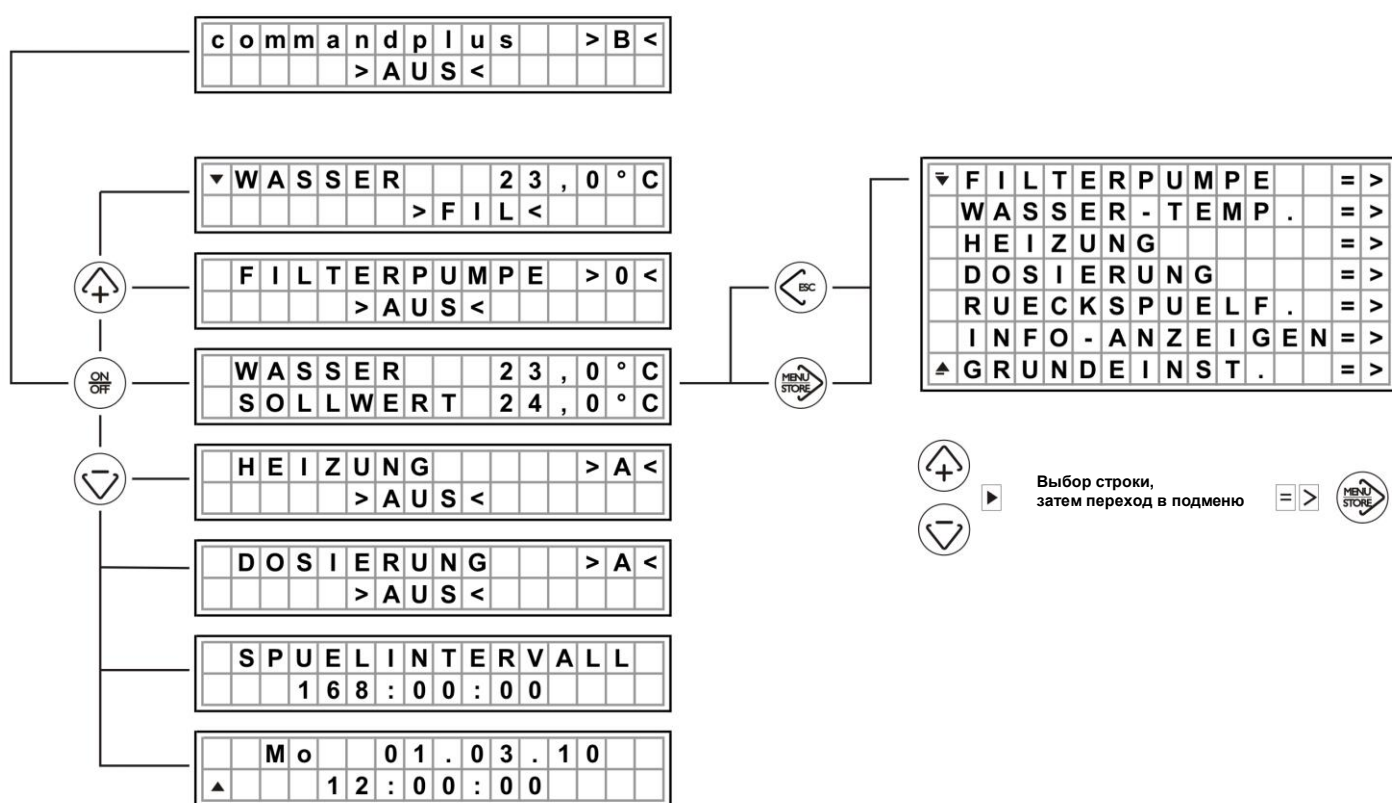 commandplus >B<
>AUS<
▼WASSER 23,0°C
>FIL<
FILTERPUMPE >0<
>AUS<
WASSER 23,0°C
SOLLWERT 24,0°C
HEIZUNG >A<
>AUS<
DOSIERUNG >A<
>AUS<
SPUELINTERVALL
168:00:00
Mo 01.03.10
▲ 12:00:00
+
ON
OFF
-
ESC
MENU
STORE
FILTERPUMPE =>
WASSER-TEMP. =>
HEIZUNG =>
DOSIERUNG =>
RUECKSPUELF. =>
INFO-ANZEIGEN=>
GRUNDEINST. =>
+
-
Выбор строки,
затем переход в подменю
=>
MENU
STORE